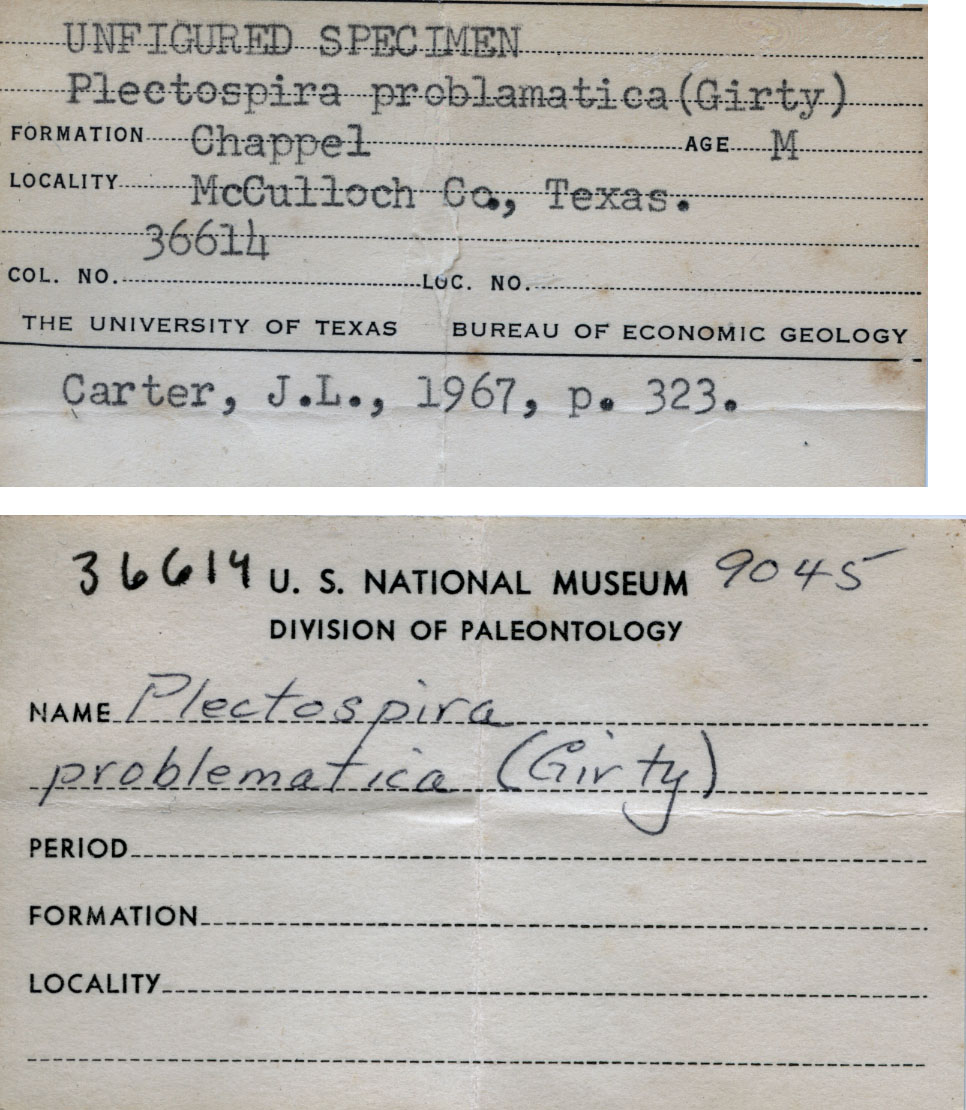 UNFIGURED SPECIMEN
Plectospira problamatica(Girty)
FORMATION Chappel AGE M
LOCALITY McCulloch Co., Texas.
36614
COL. NO. LOC. NO.
THE UNIVERSITY OF TEXAS BUREAU OF ECONOMIC GEOLOGY
Carter, J.L., 1967, p. 323.
36614 U. S. NATIONAL MUSEUM 9045
DIVISION OF PALEONTOLOGY
NAME Plectospira
problematica (Girty)
PERIOD
FORMATION
LOCALITY